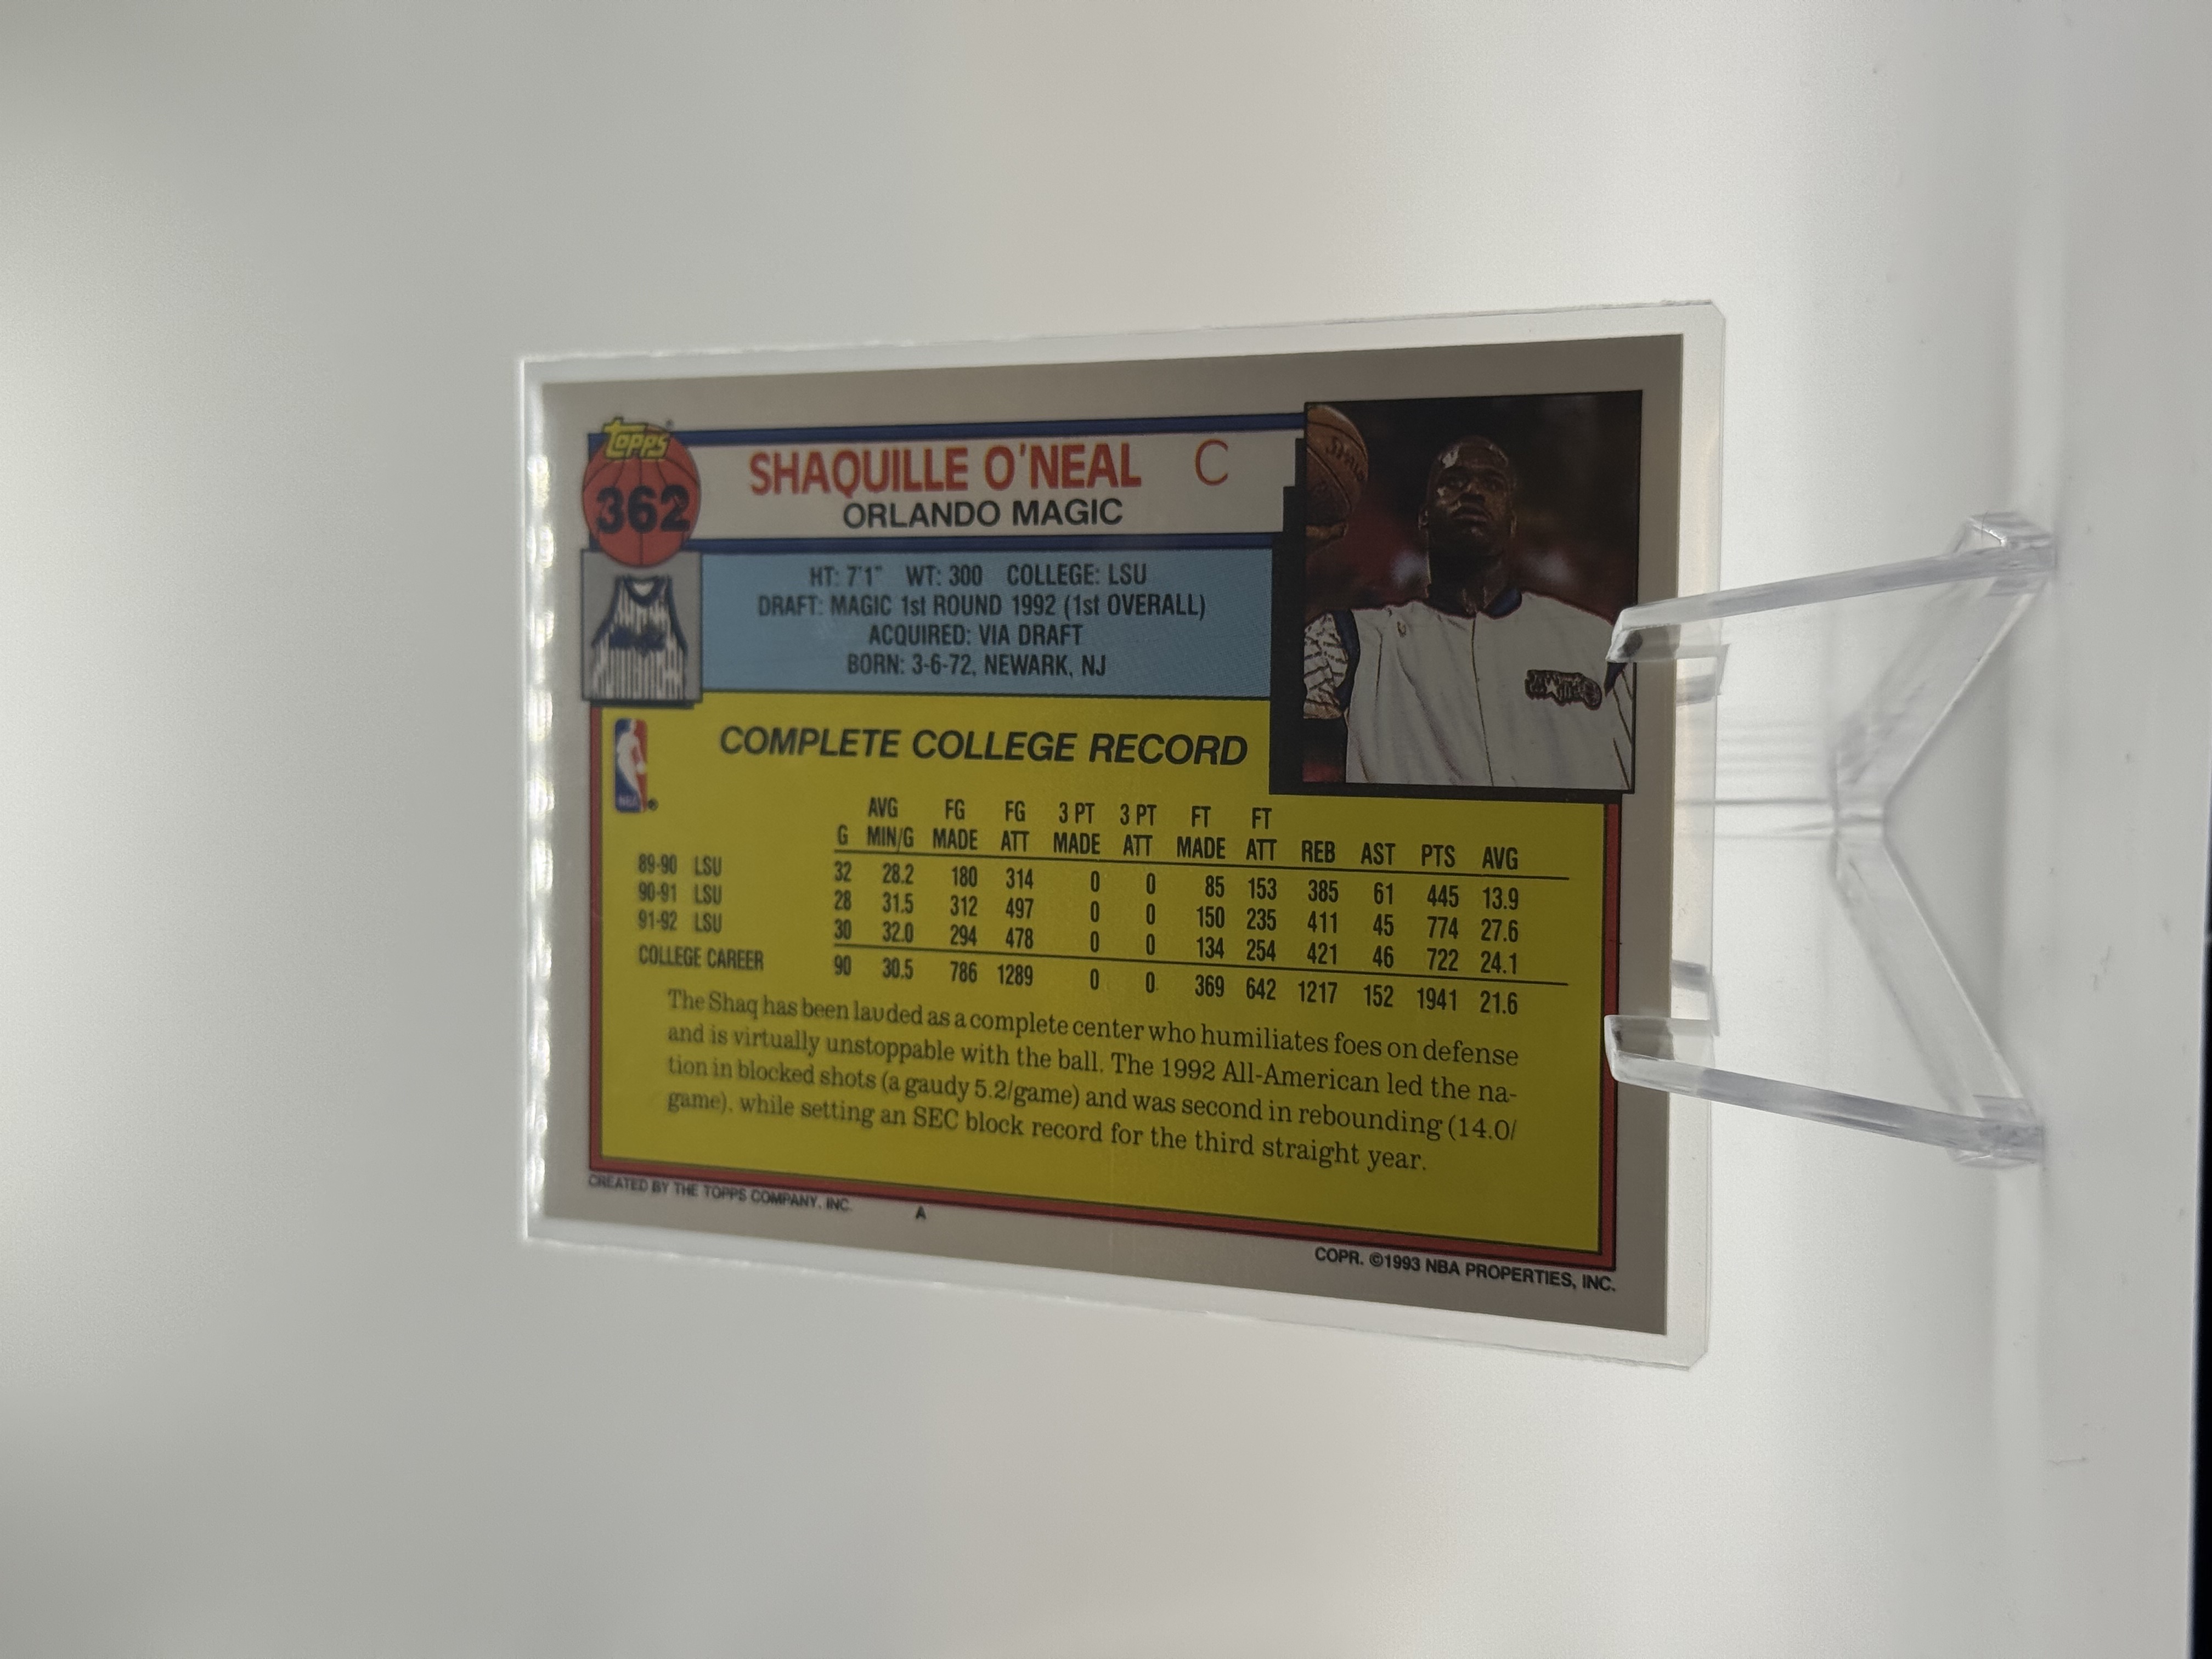 Topps
362
SHAQUILLE O'NEAL C
ORLANDO MAGIC
HT: 7'1" WT: 300 COLLEGE: LSU
DRAFT: MAGIC 1st ROUND 1992 (1st OVERALL)
ACQUIRED: VIA DRAFT
BORN: 3-6-72, NEWARK, NJ
NBA ®
COMPLETE COLLEGE RECORD
AVG FG FG 3 PT 3 PT FT FT
G MIN/G MADE ATT MADE ATT MADE ATT REB AST PTS AVG
89-90 LSU 32 28.2 180 314 0 0 85 153 385 61 445 13.9
90-91 LSU 28 31.5 312 497 0 0 150 235 411 45 774 27.6
91-92 LSU 30 32.0 294 478 0 0 134 254 421 46 722 24.1
COLLEGE CAREER 90 30.5 786 1289 0 0 369 642 1217 152 1941 21.6
The Shaq has been lauded as a complete center who humiliates foes on defense
and is virtually unstoppable with the ball. The 1992 All-American led the na-
tion in blocked shots (a gaudy 5.2/game) and was second in rebounding (14.0/
game), while setting an SEC block record for the third straight year.
CREATED BY THE TOPPS COMPANY, INC. A
COPR. ©1993 NBA PROPERTIES, INC.